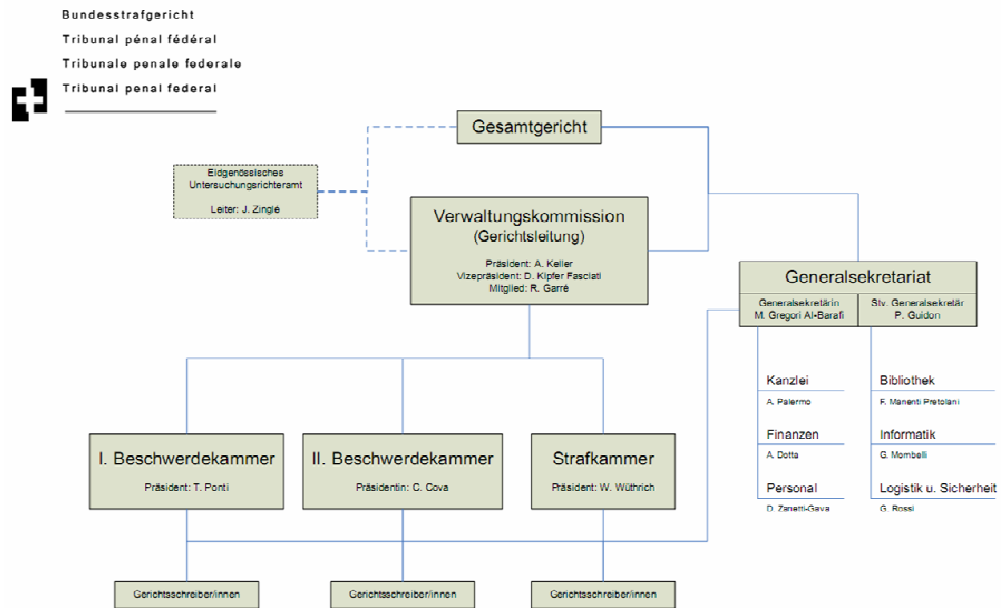 Bundesstrafgericht
Tribunal pénal fédéral
Tribunale penale federale
Tribunal penal federal
Gesamtgericht
Eidgenössisches
Untersuchungsrichteramt
Leiter: J. Zinglé
Verwaltungskommission
(Gerichtsleitung)
Präsident: A. Keller
Vizepräsident: D. Kipfer Fasciati
Mitglied: R. Garré
Generalsekretariat
Generalsekretärin
M. Gregori Al-Barafi
Stv. Generalsekretär
P. Guidon
Kanzlei
A. Palermo
Bibliothek
F. Manenti Pretolani
Finanzen
A. Dotta
Informatik
G. Mombelli
Personal
D. Zanetti-Gava
Logistik u. Sicherheit
G. Rossi
I. Beschwerdekammer
Präsident: T. Ponti
II. Beschwerdekammer
Präsidentin: C. Cova
Strafkammer
Präsident: W. Wüthrich
Gerichtsschreiber/innen
Gerichtsschreiber/innen
Gerichtsschreiber/innen